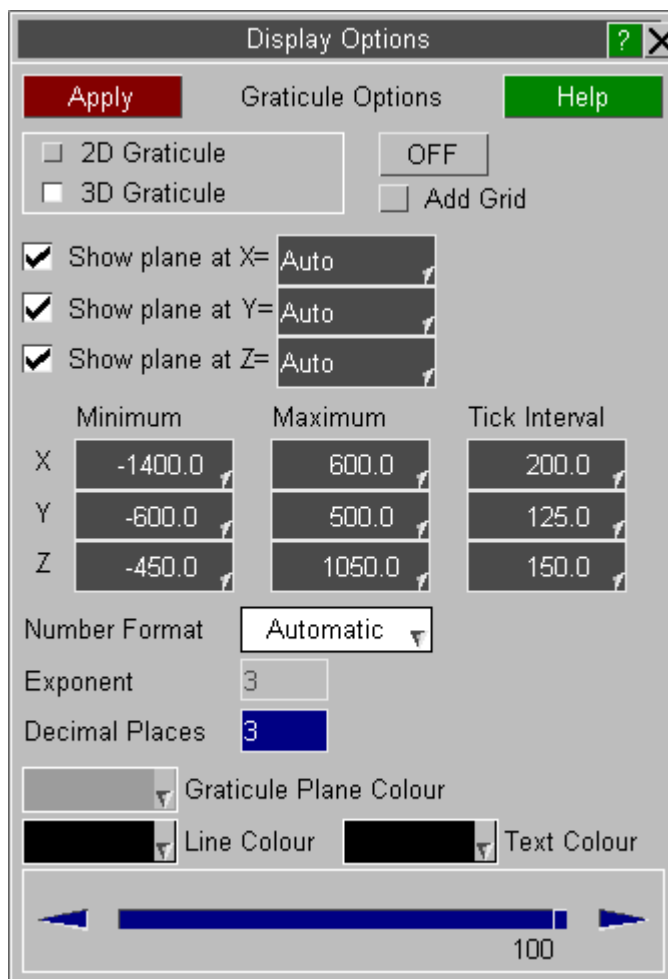 Display Options ? X
Apply Graticule Options Help
2D Graticule OFF
3D Graticule Add Grid
Show plane at X= Auto
Show plane at Y= Auto
Show plane at Z= Auto
Minimum Maximum Tick Interval
X -1400.0 600.0 200.0
Y -600.0 500.0 125.0
Z -450.0 1050.0 150.0
Number Format Automatic
Exponent 3
Decimal Places 3
Graticule Plane Colour
Line Colour Text Colour
100